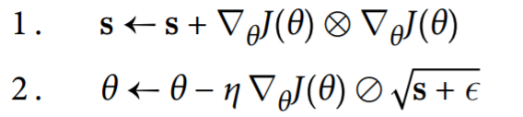 1. s ← s + ∇θJ(θ) ⊗ ∇θJ(θ)
2. θ ← θ – η ∇θJ(θ) ⊘ √s + ϵ